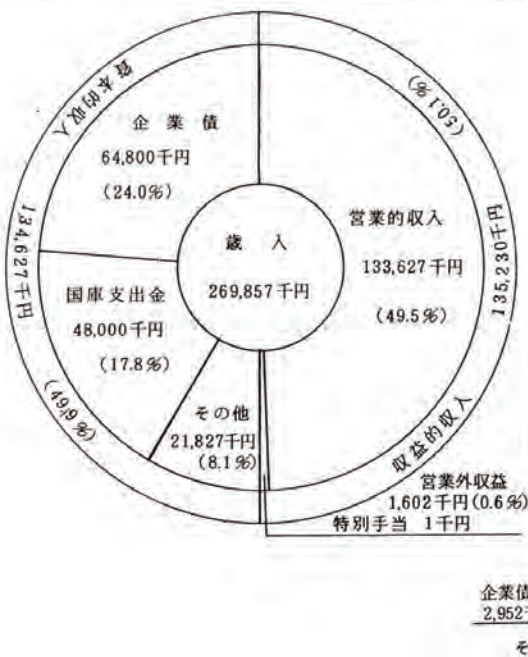 資本的収入
134,627千円
(49.9%)
(50.1%)
135,230千円
収益的収入
企業債
64,800千円
(24.0%)
歳入
269,857千円
営業的収入
133,627千円
(49.5%)
国庫支出金
48,000千円
(17.8%)
その他
21,827千円
(8.1%)
営業外収益
1,602千円(0.6%)
特別手当 1千円
企業債
2,952
そ